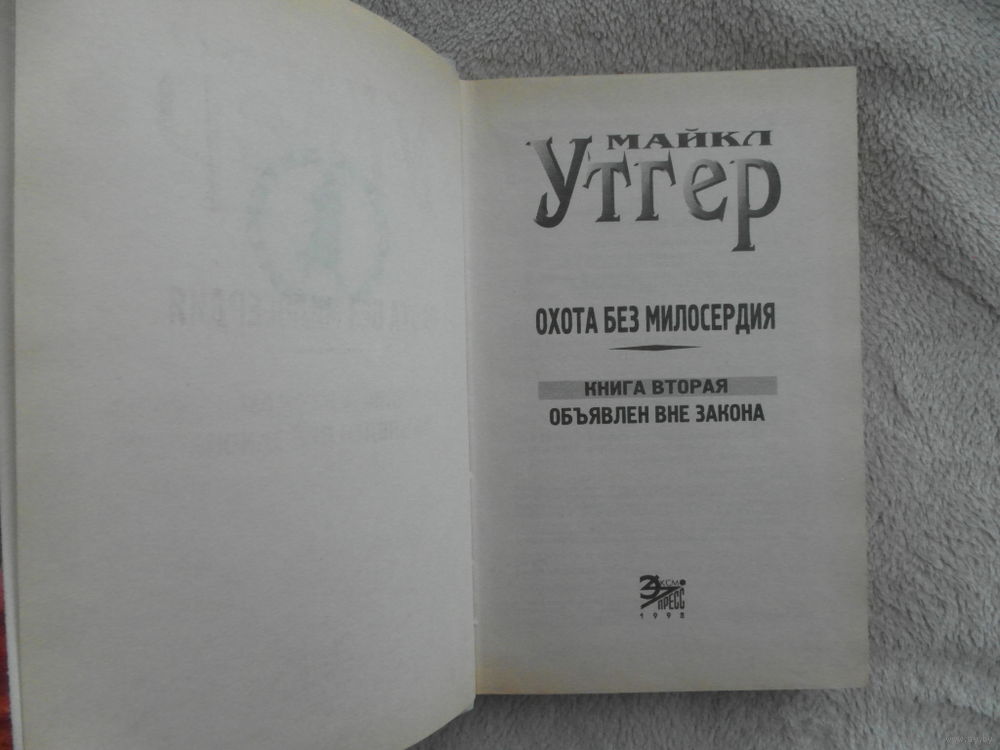 МАЙКЛ
УТГЕР
ОХОТА БЕЗ МИЛОСЕРДИЯ
КНИГА ВТОРАЯ
ОБЪЯВЛЕН ВНЕ ЗАКОНА
ЭКСМО
ПРЕСС
1998